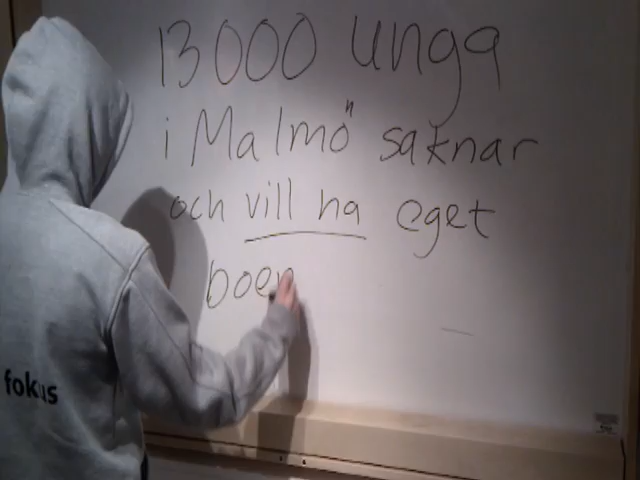 13000 unga
i Malmö saknar
och vill ha eget
boen
fokus